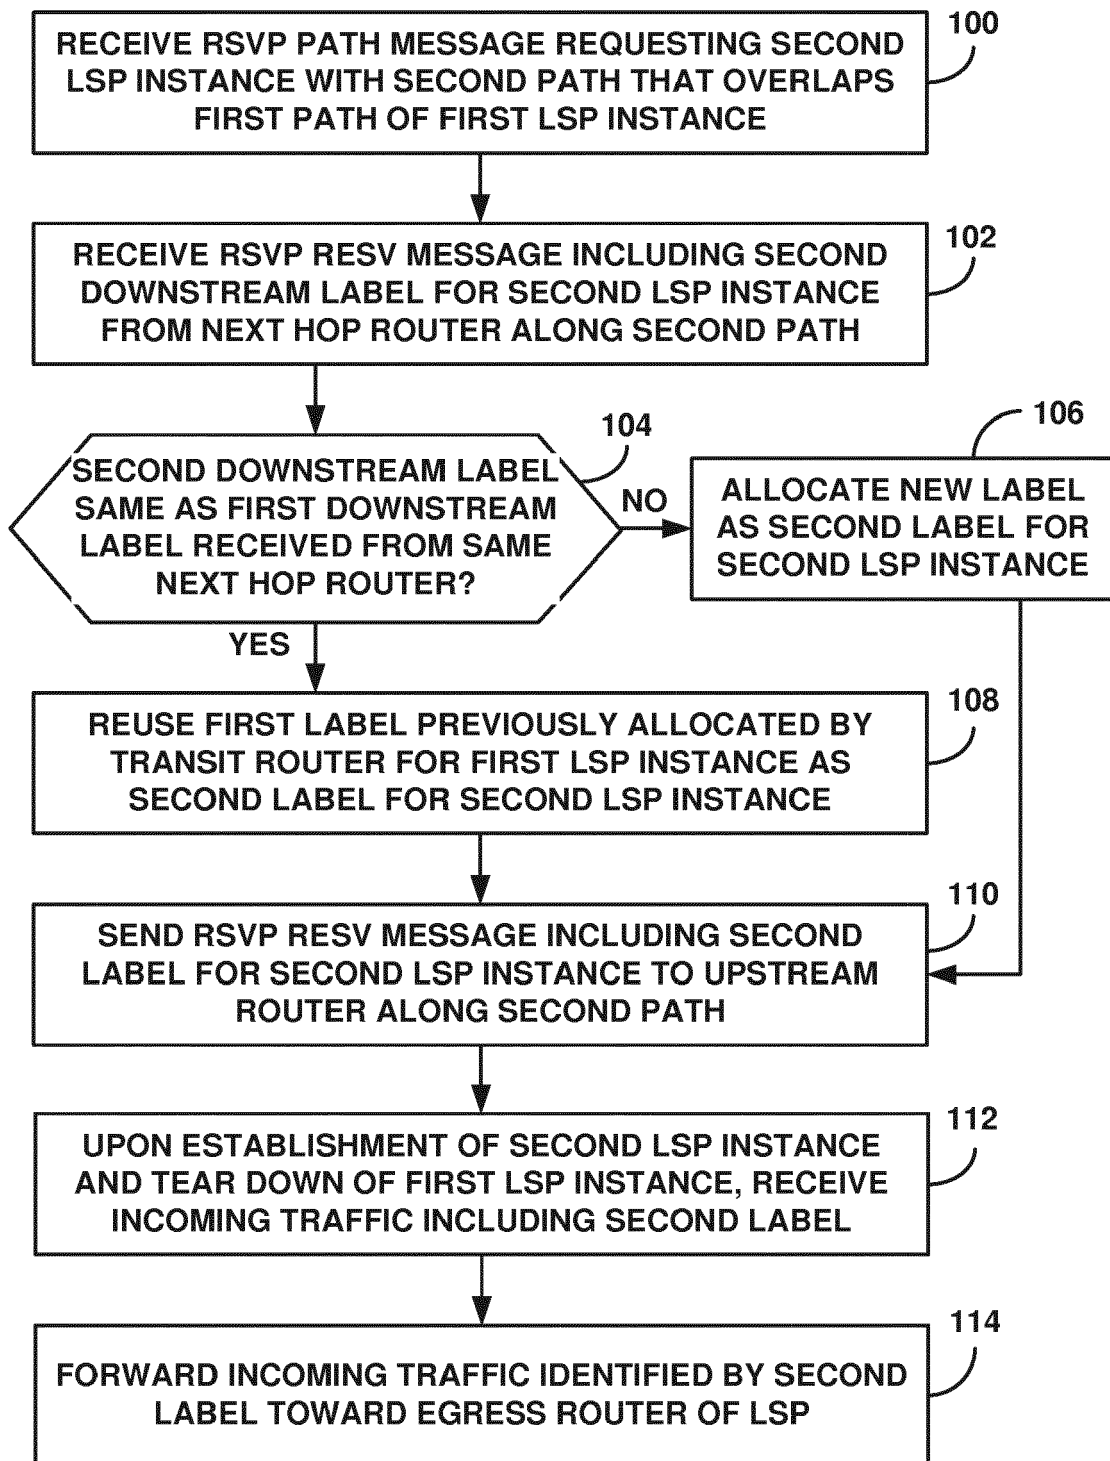 RECEIVE RSVP PATH MESSAGE REQUESTING SECOND
LSP INSTANCE WITH SECOND PATH THAT OVERLAPS
FIRST PATH OF FIRST LSP INSTANCE
100
RECEIVE RSVP RESV MESSAGE INCLUDING SECOND
DOWNSTREAM LABEL FOR SECOND LSP INSTANCE
FROM NEXT HOP ROUTER ALONG SECOND PATH
102
SECOND DOWNSTREAM LABEL
SAME AS FIRST DOWNSTREAM
LABEL RECEIVED FROM SAME
NEXT HOP ROUTER?
104
NO
YES
106
ALLOCATE NEW LABEL
AS SECOND LABEL FOR
SECOND LSP INSTANCE
REUSE FIRST LABEL PREVIOUSLY ALLOCATED BY
TRANSIT ROUTER FOR FIRST LSP INSTANCE AS
SECOND LABEL FOR SECOND LSP INSTANCE
108
SEND RSVP RESV MESSAGE INCLUDING SECOND
LABEL FOR SECOND LSP INSTANCE TO UPSTREAM
ROUTER ALONG SECOND PATH
110
UPON ESTABLISHMENT OF SECOND LSP INSTANCE
AND TEAR DOWN OF FIRST LSP INSTANCE, RECEIVE
INCOMING TRAFFIC INCLUDING SECOND LABEL
112
FORWARD INCOMING TRAFFIC IDENTIFIED BY SECOND
LABEL TOWARD EGRESS ROUTER OF LSP
114